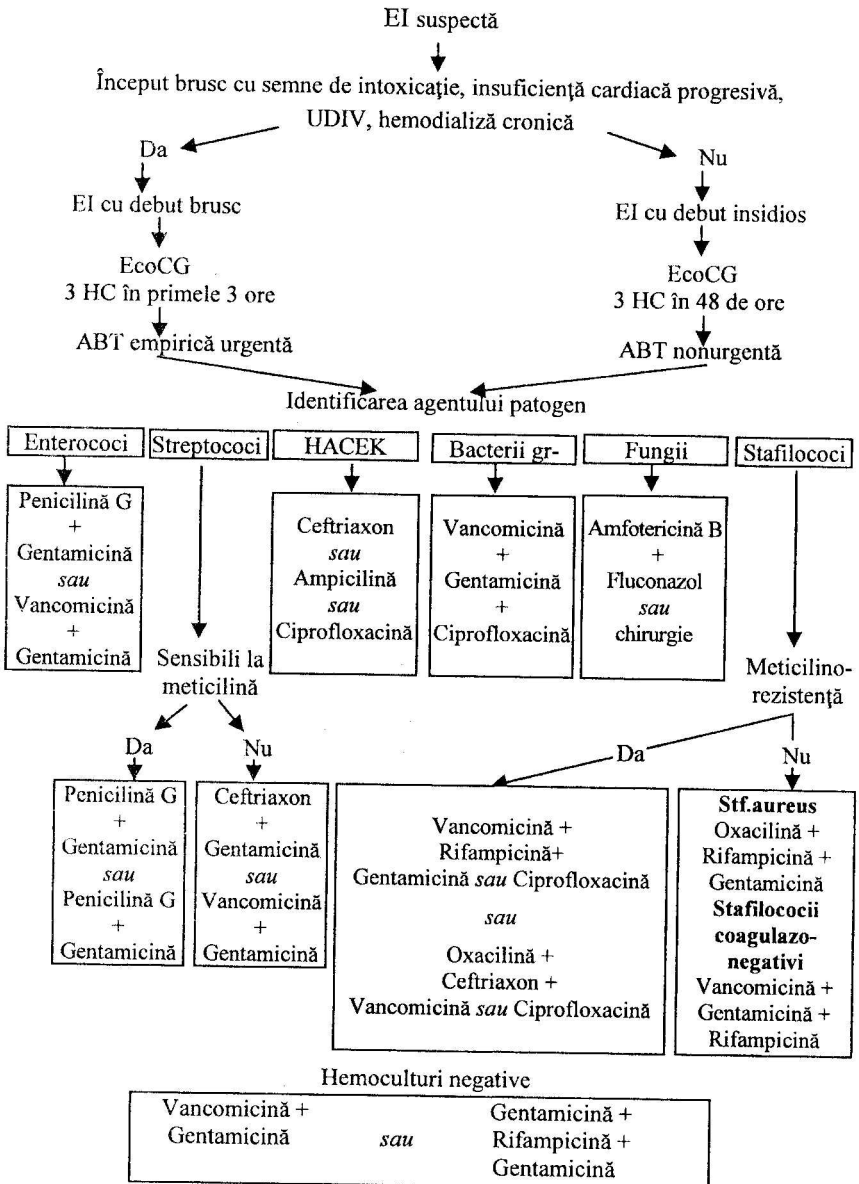 EI suspectă
Început brusc cu semne de intoxicaţie, insuficienţă cardiacă progresivă,
UDIV, hemodializă cronică
Da
Nu
EI cu debut brusc
EI cu debut insidios
EcoCG
3 HC în primele 3 ore
EcoCG
3 HC în 48 de ore
ABT empirică urgentă
ABT nonurgentă
Identificarea agentului patogen
Enterococi
Streptococi
HACEK
Bacterii gr-
Fungii
Stafilococi
Penicilină G
+
Gentamicină
sau
Vancomicină
+
Gentamicină
Ceftriaxon
sau
Ampicilină
sau
Ciprofloxacină
Vancomicină
+
Gentamicină
+
Ciprofloxacină
Amfotericină B
+
Fluconazol
sau
chirurgie
Sensibili la
meticilină
Meticilino-
rezistenţă
Da
Nu
Da
Nu
Penicilină G
+
Gentamicină
sau
Penicilină G
+
Gentamicină
Ceftriaxon
+
Gentamicină
sau
Vancomicină
+
Gentamicină
Vancomicină +
Rifampicină+
Gentamicină sau Ciprofloxacină
sau
Oxacilină +
Ceftriaxon +
Vancomicină sau Ciprofloxacină
Stf.aureus
Oxacilină +
Rifampicină +
Gentamicină
Stafilococii
coagulazo-
negativi
Vancomicină +
Gentamicină +
Rifampicină
Hemoculturi negative
Vancomicină +
Gentamicină
sau
Gentamicină +
Rifampicină +
Gentamicină